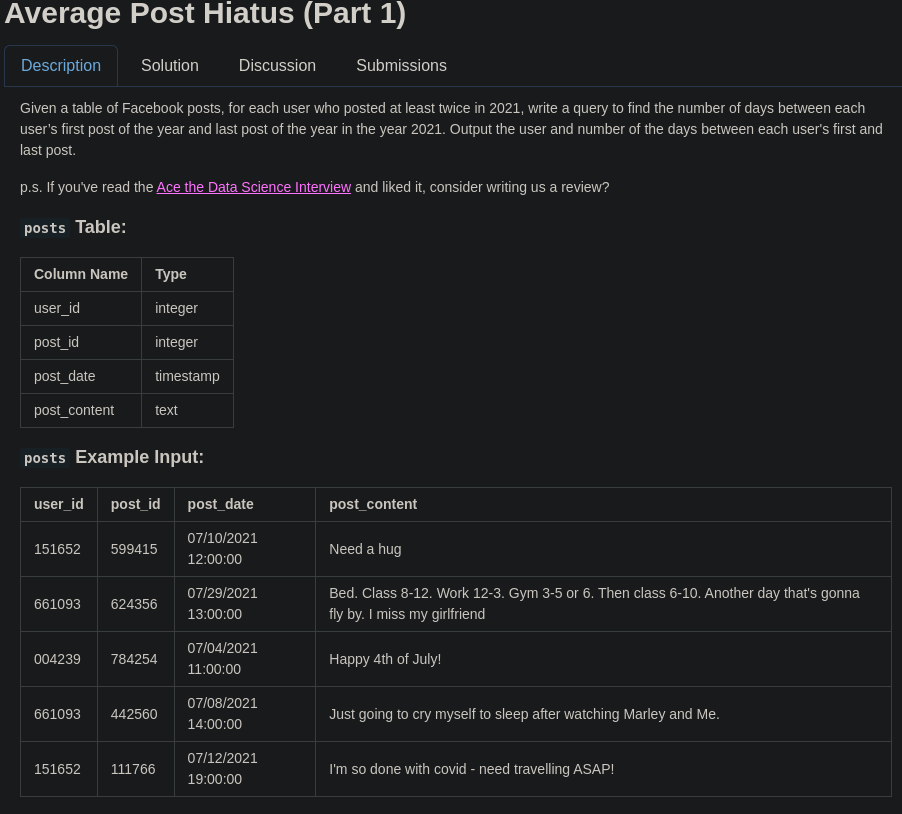 Average Post Hiatus (Part 1)
Description Solution Discussion Submissions
Given a table of Facebook posts, for each user who posted at least twice in 2021, write a query to find the number of days between each
user's first post of the year and last post of the year in the year 2021. Output the user and number of the days between each user's first and
last post.
p.s. If you've read the Ace the Data Science Interview and liked it, consider writing us a review?
posts Table:
Column Name Type
user_id integer
post_id integer
post_date timestamp
post_content text
posts Example Input:
user_id post_id post_date post_content
151652 599415 07/10/2021 12:00:00 Need a hug
661093 624356 07/29/2021 13:00:00 Bed. Class 8-12. Work 12-3. Gym 3-5 or 6. Then class 6-10. Another day that's gonna
fly by. I miss my girlfriend
004239 784254 07/04/2021 11:00:00 Happy 4th of July!
661093 442560 07/08/2021 14:00:00 Just going to cry myself to sleep after watching Marley and Me.
151652 111766 07/12/2021 19:00:00 I'm so done with covid - need travelling ASAP!